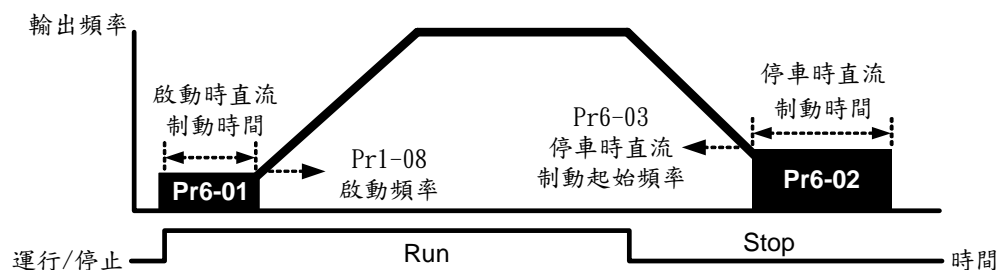 輸出頻率
啟動時直流
制動時間
Pr6-01
Pr1-08
啟動頻率
Pr6-03
停車時直流
制動起始頻率
停車時直流
制動時間
Pr6-02
運行/停止
Run
Stop
時間